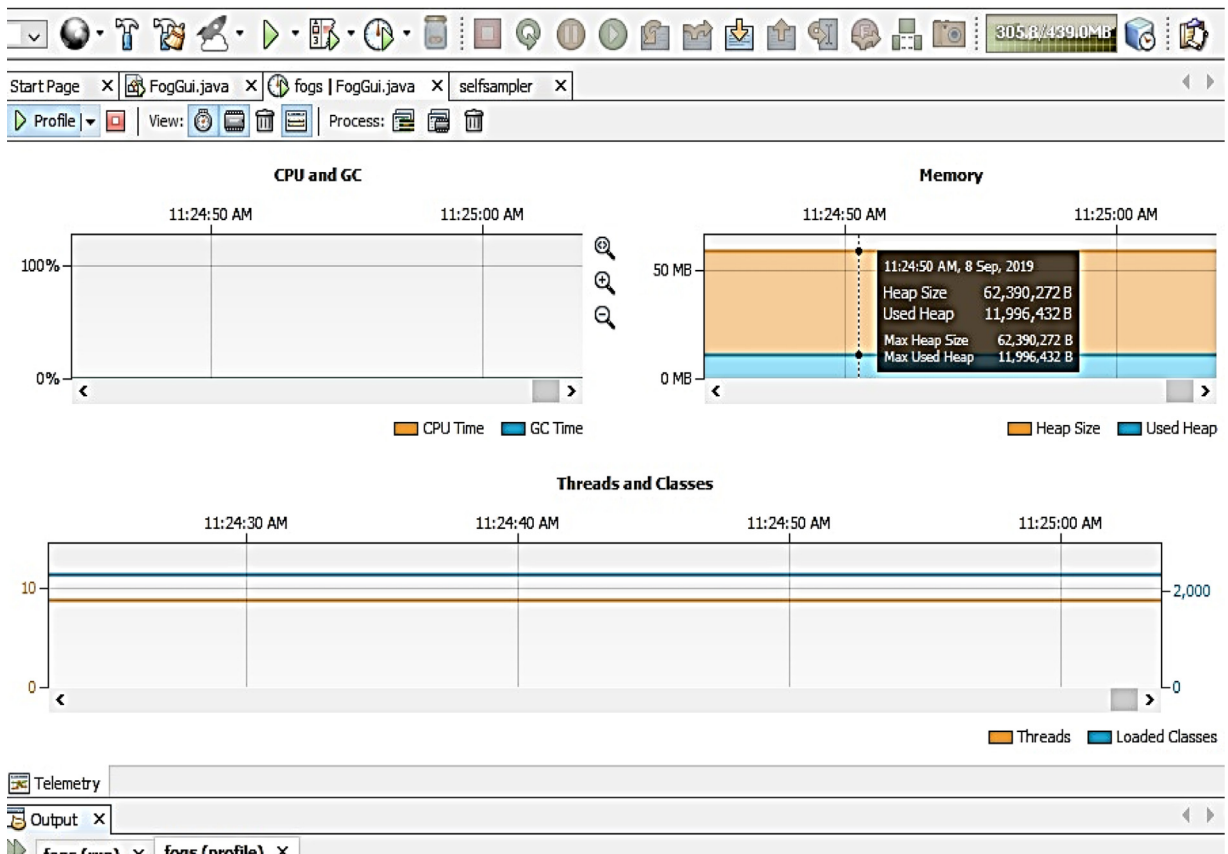 305.8/439.0MB
Start Page X FogGui.java X fogs | FogGui.java X selfsampler X
Profile View: Process:
CPU and GC
11:24:50 AM 11:25:00 AM
100%
0%
CPU Time GC Time
Memory
11:24:50 AM 11:25:00 AM
50 MB
0 MB
11:24:50 AM, 8 Sep, 2019
Heap Size 62,390,272 B
Used Heap 11,996,432 B
Max Heap Size 62,390,272 B
Max Used Heap 11,996,432 B
Heap Size Used Heap
Threads and Classes
11:24:30 AM 11:24:40 AM 11:24:50 AM 11:25:00 AM
10 2,000
0 0
Threads Loaded Classes
Telemetry
Output X
fogs (run) X fogs (profile) X